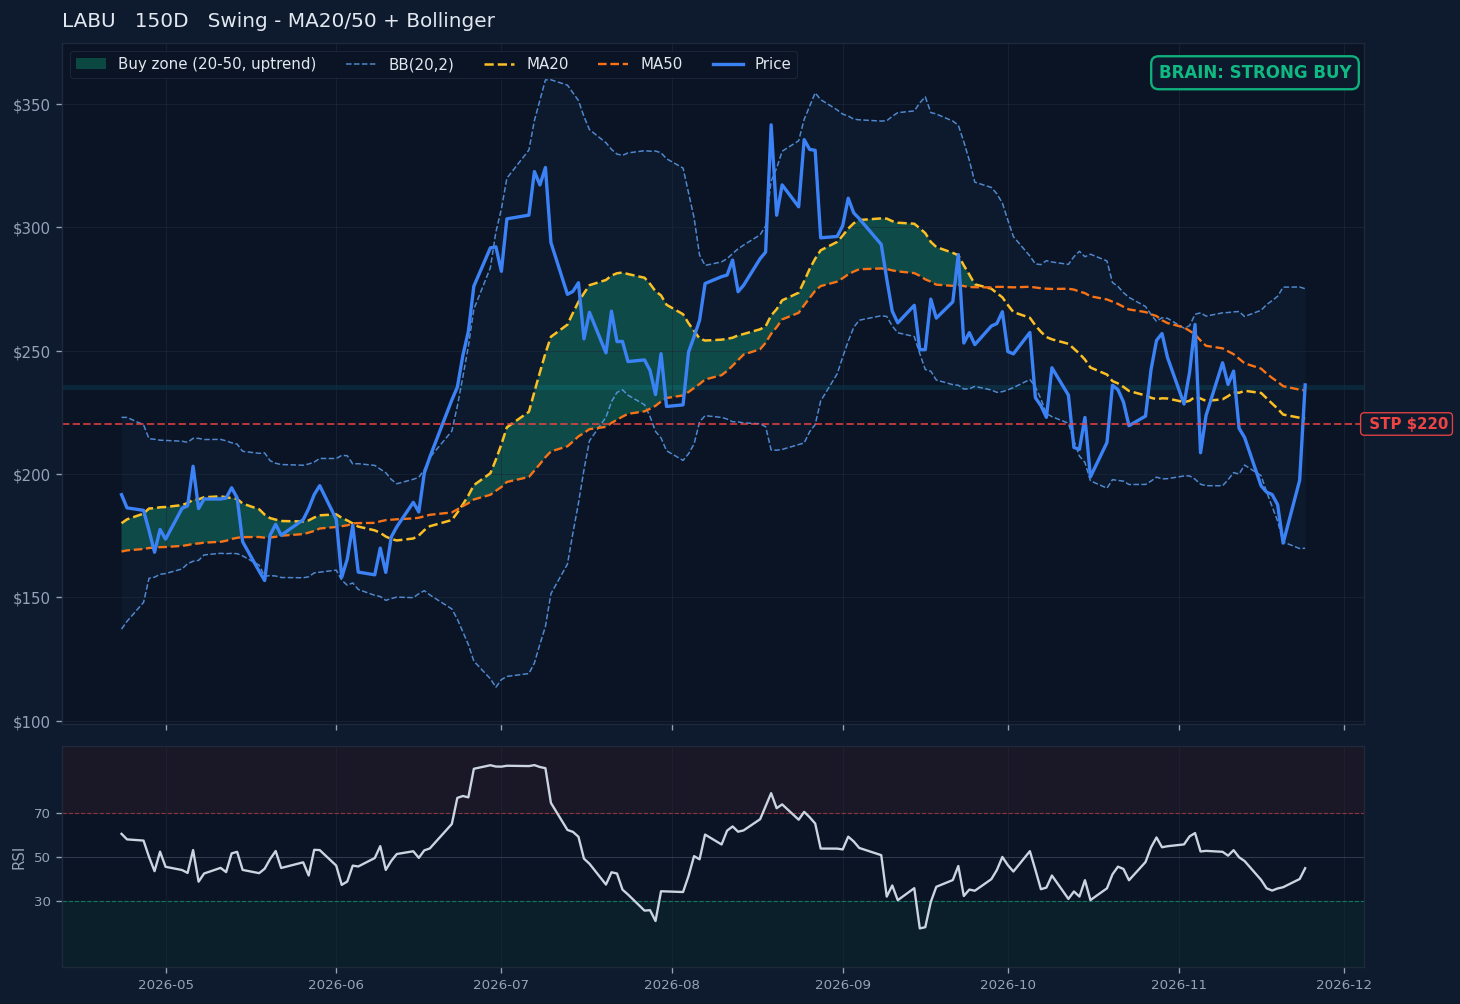 LABU   150D   Swing - MA20/50 + Bollinger
Buy zone (20-50, uptrend)   BB(20,2)   MA20   MA50   Price
BRAIN: STRONG BUY
$350
$300
$250
$200
$150
$100
STP $220
RSI
70
50
30
2026-05   2026-06   2026-07   2026-08   2026-09   2026-10   2026-11   2026-12